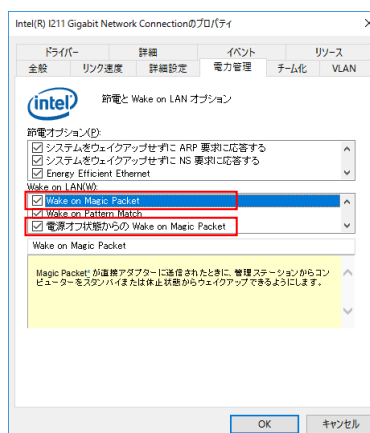 Intel(R) I211 Gigabit Network Connectionのプロパティ
ドライバー 詳細 イベント リソース
全般 リンク速度 詳細設定 電力管理 チーム化 VLAN
intel 節電と Wake on LAN オプション
節電オプション(P):
システムをウェイクアップせずに ARP 要求に応答する
システムをウェイクアップせずに NS 要求に応答する
Energy Efficient Ethernet
Wake on LAN(W):
Wake on Magic Packet
Wake on Pattern Match
電源オフ状態からの Wake on Magic Packet
Wake on Magic Packet
Magic Packet* が直接アダプターに送信されたときに、管理ステーションからコン
ピューターをスタンバイまたは休止状態からウェイクアップできるようにします。
OK キャンセル